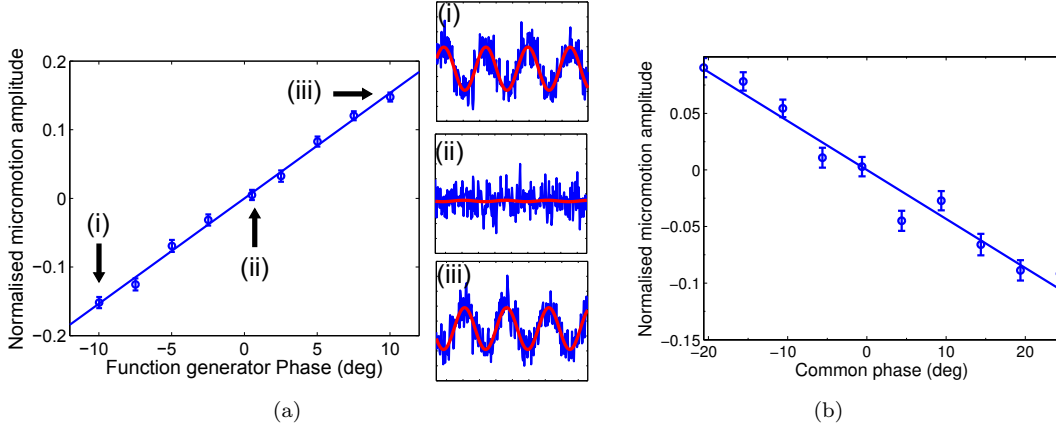 Normalised micromotion amplitude
0.2
0.1
0
−0.1
−0.2
−10
−5
0
5
10
Function generator Phase (deg)
(i)
(ii)
(iii)
(i)
(ii)
(iii)
(a)
Normalised micromotion amplitude
0.05
0
−0.05
−0.1
−0.15
−20
−10
0
10
20
Common phase (deg)
(b)